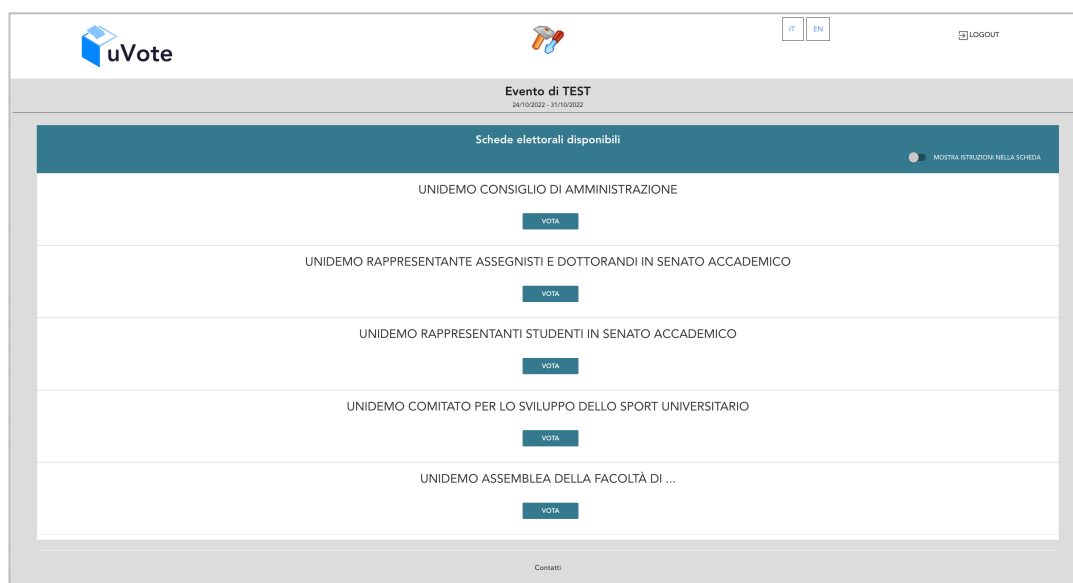 uVote
IT EN
LOGOUT
Evento di TEST
24/10/2022 - 31/10/2022
Schede elettorali disponibili
MOSTRA ISTRUZIONI NELLA SCHEDA
UNIDEMO CONSIGLIO DI AMMINISTRAZIONE
VOTA
UNIDEMO RAPPRESENTANTE ASSEGNISTI E DOTTORANDI IN SENATO ACCADEMICO
VOTA
UNIDEMO RAPPRESENTANTI STUDENTI IN SENATO ACCADEMICO
VOTA
UNIDEMO COMITATO PER LO SVILUPPO DELLO SPORT UNIVERSITARIO
VOTA
UNIDEMO ASSEMBLEA DELLA FACOLTÀ DI ...
VOTA
Contatti